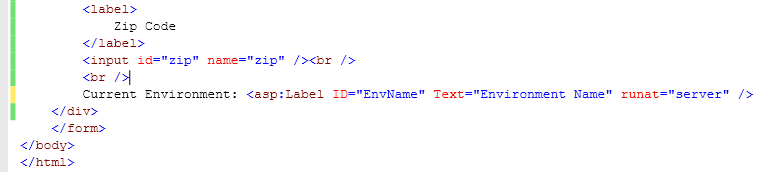 <label>
Zip Code
</label>
<input id="zip" name="zip" /><br />
<br />
Current Environment: <asp:Label ID="EnvName" Text="Environment Name" runat="server" />
</div>
</form>
</body>
</html>